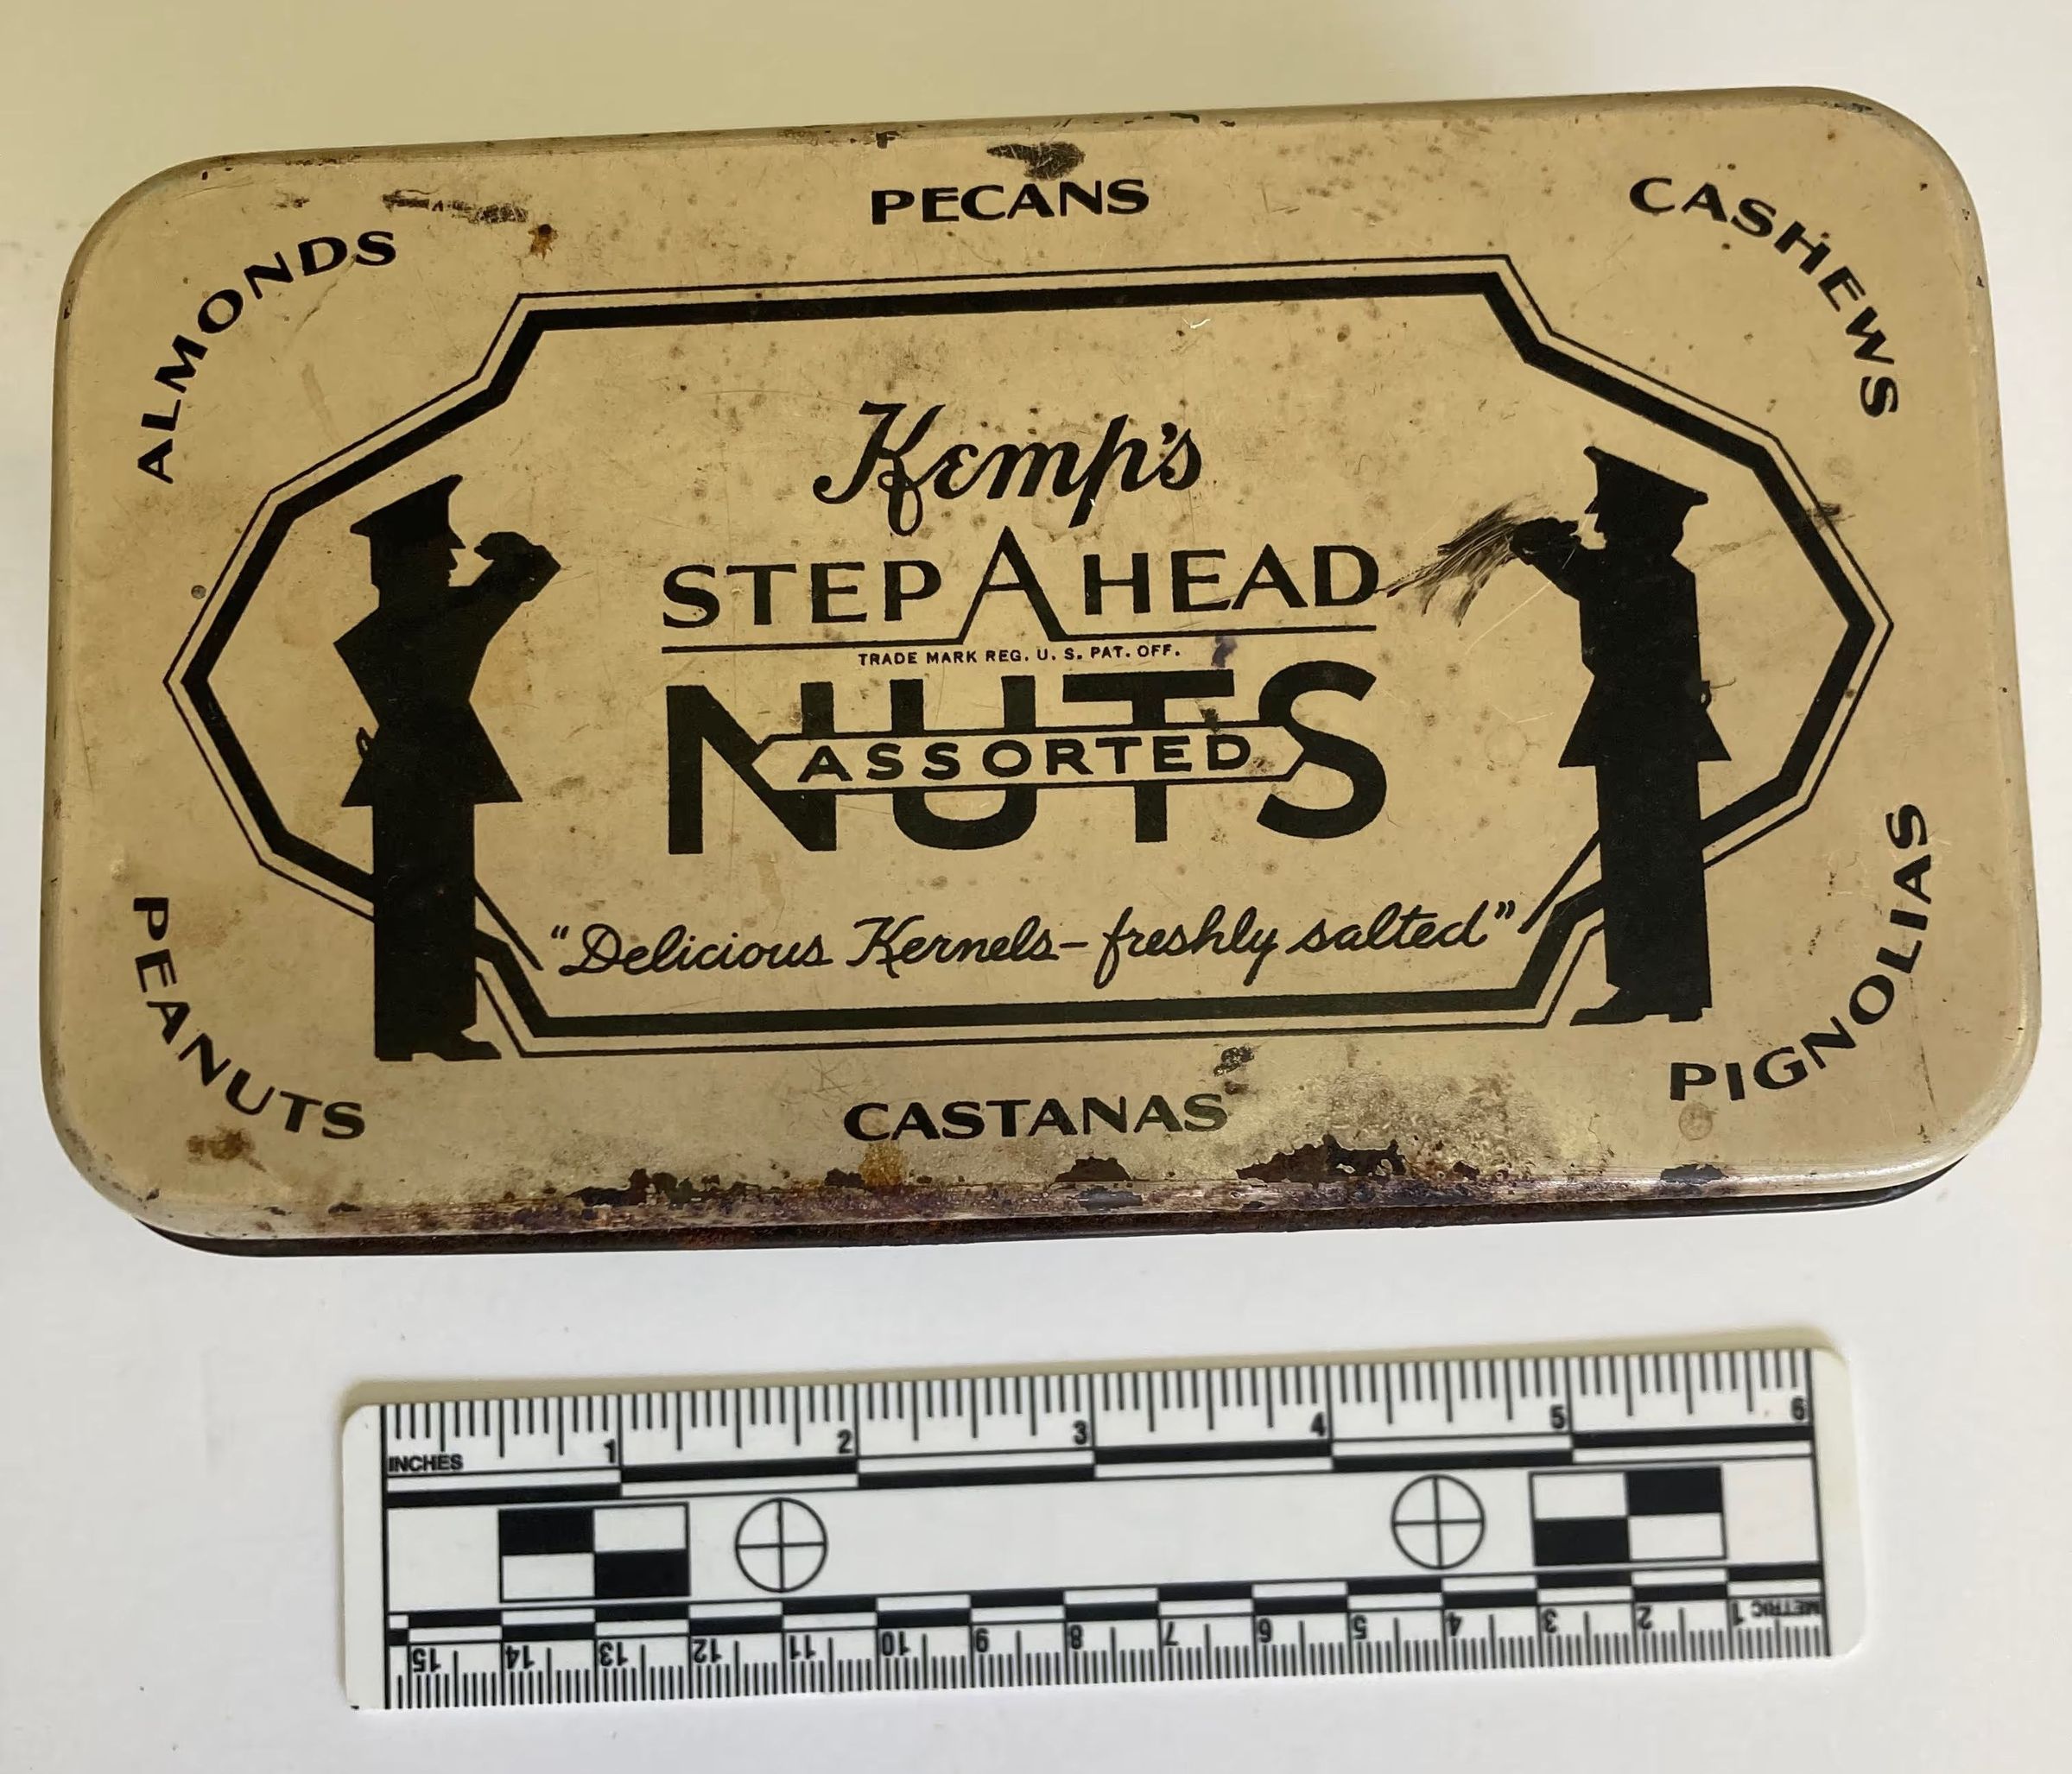 ALMONDS
PECANS
CASHEWS
Kemp's
STEP AHEAD
TRADE MARK REG. U. S. PAT. OFF.
NUTS
ASSORTED
"Delicious Kernels – freshly salted"
PEANUTS
CASTANAS
PIGNOLIAS
INCHES
1 2 3 4 5 6
15 14 13 12 11 10 9 8 7 6 5 4 3 2 1 METRIC